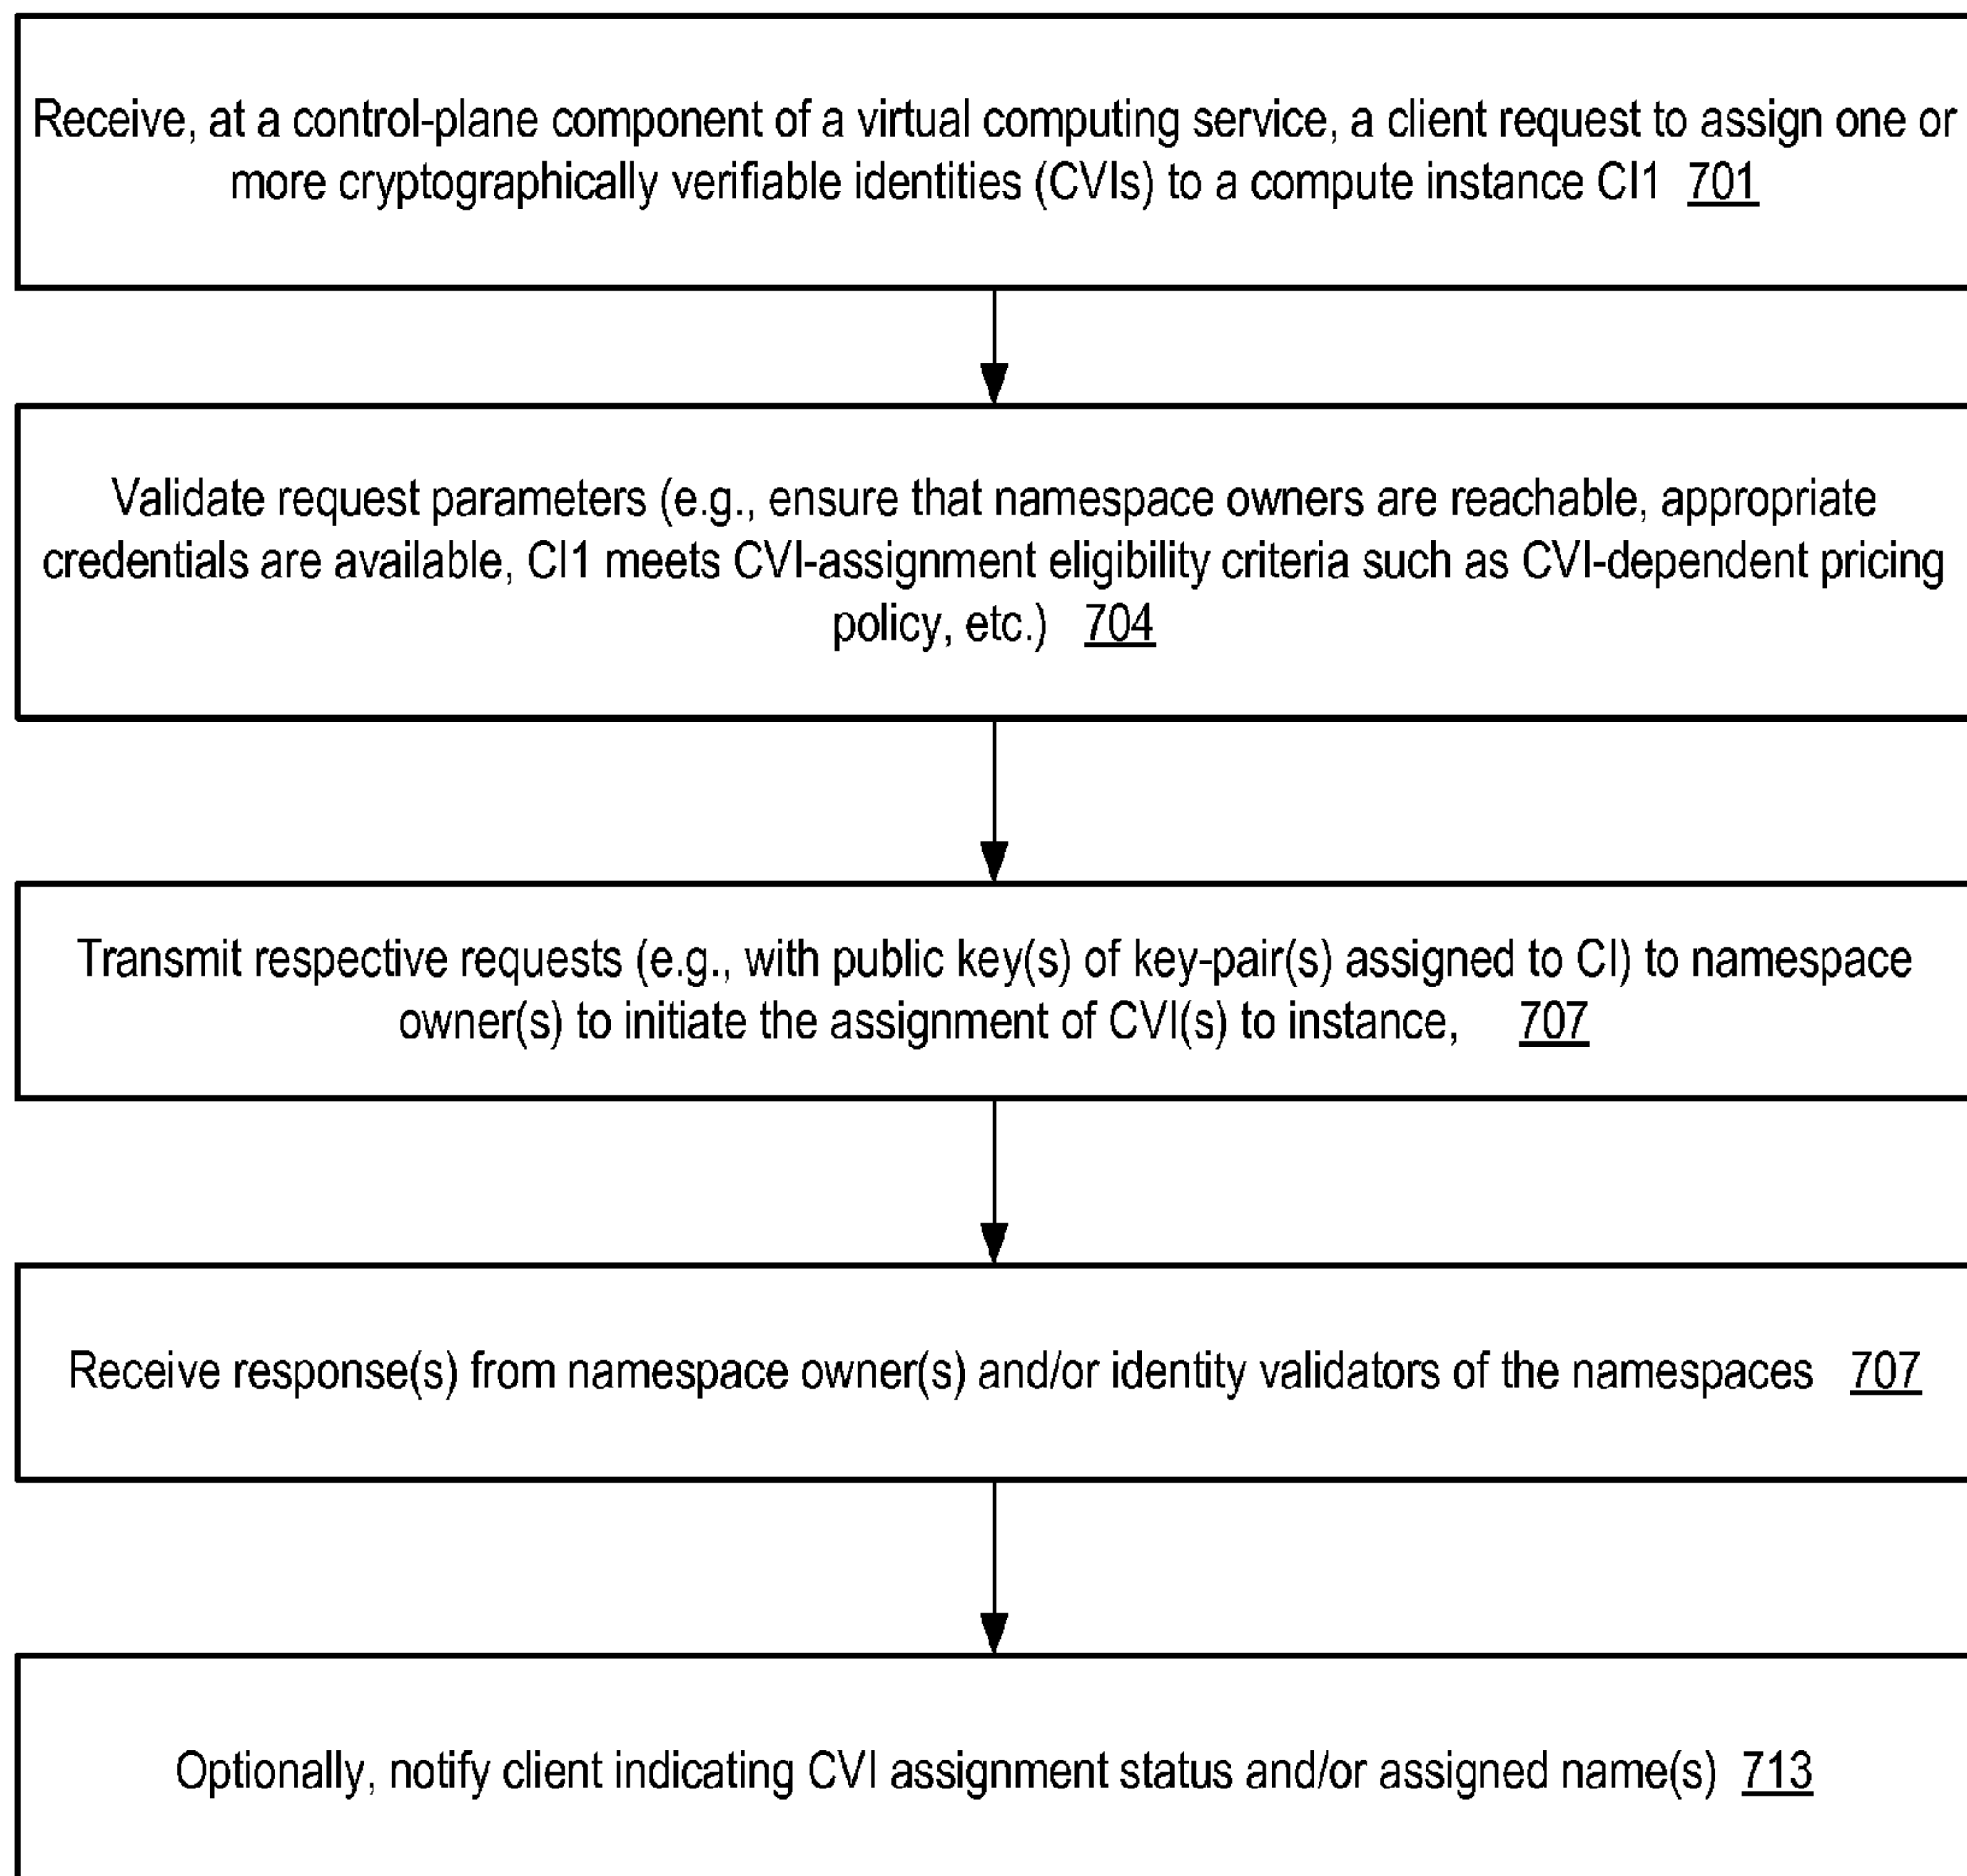 Receive, at a control-plane component of a virtual computing service, a client request to assign one or
more cryptographically verifiable identities (CVIs) to a compute instance CI1 701
Validate request parameters (e.g., ensure that namespace owners are reachable, appropriate
credentials are available, CI1 meets CVI-assignment eligibility criteria such as CVI-dependent pricing
policy, etc.) 704
Transmit respective requests (e.g., with public key(s) of key-pair(s) assigned to CI) to namespace
owner(s) to initiate the assignment of CVI(s) to instance, 707
Receive response(s) from namespace owner(s) and/or identity validators of the namespaces 707
Optionally, notify client indicating CVI assignment status and/or assigned name(s) 713